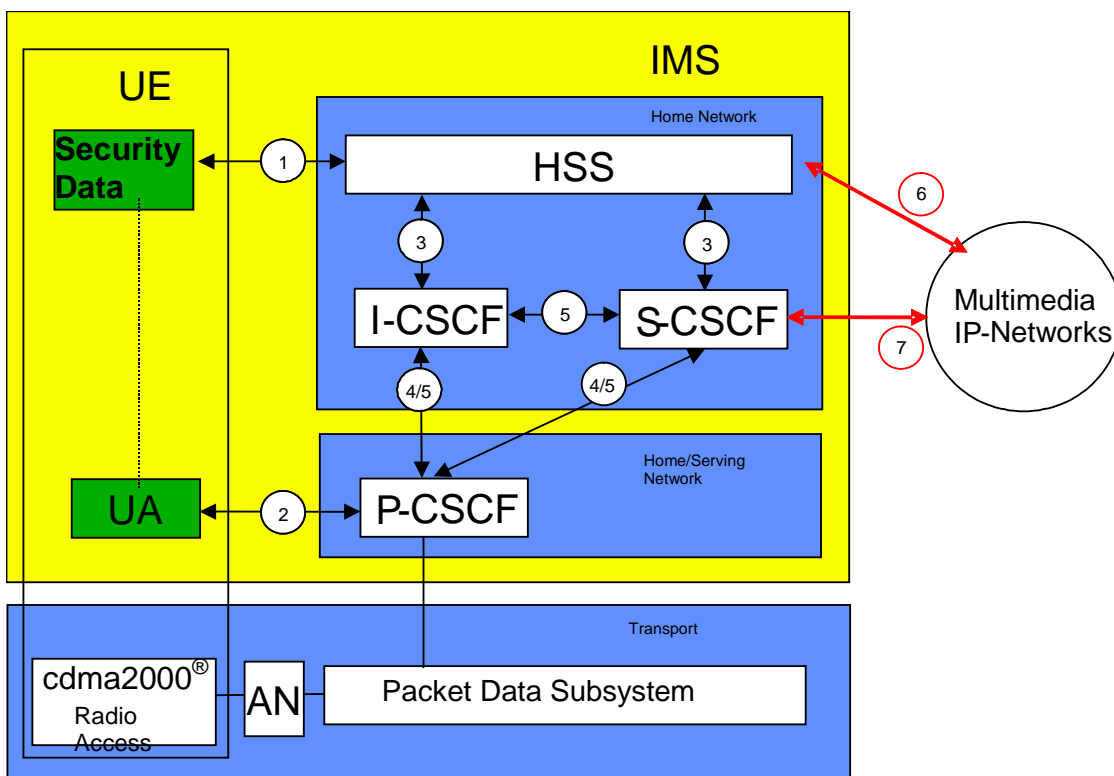 IMS
UE
Home Network
Security
Data
1
HSS
6
3
3
Multimedia
IP-Networks
I-CSCF
5
S-CSCF
7
4/5
4/5
Home/Serving
Network
UA
2
P-CSCF
Transport
cdma2000®
Radio
Access
AN
Packet Data Subsystem